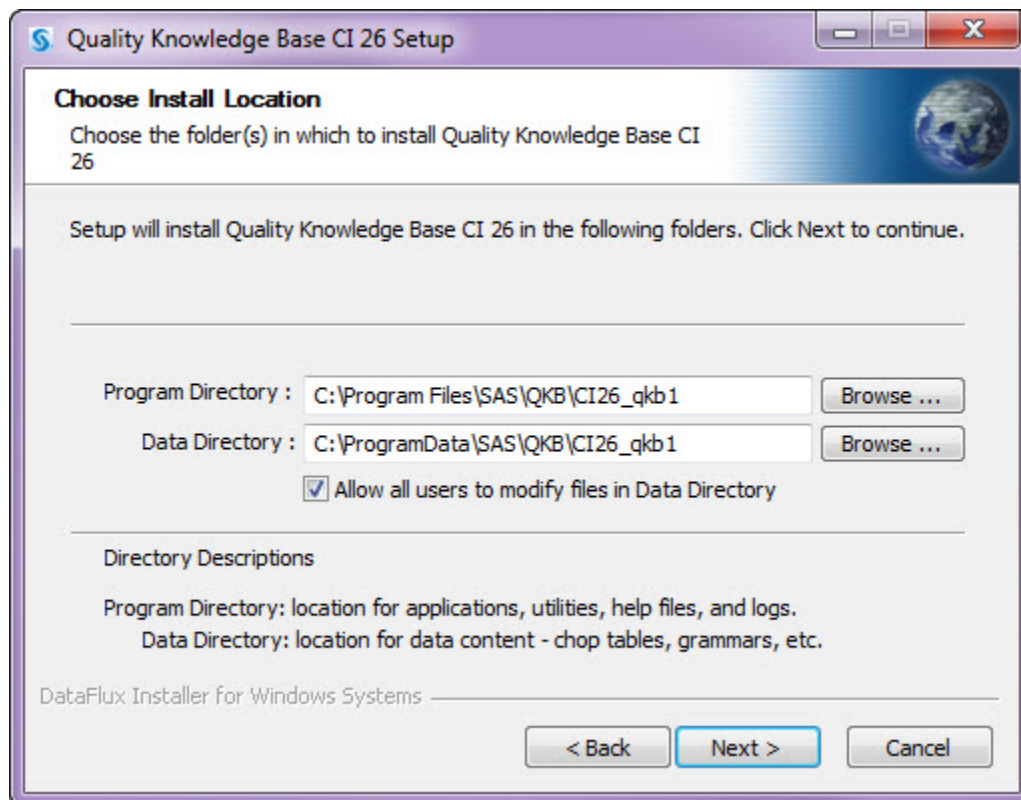 Quality Knowledge Base CI 26 Setup
Choose Install Location
Choose the folder(s) in which to install Quality Knowledge Base CI
26
Setup will install Quality Knowledge Base CI 26 in the following folders. Click Next to continue.
Program Directory : C:\Program Files\SAS\QKB\CI26_qkb1 Browse ...
Data Directory : C:\ProgramData\SAS\QKB\CI26_qkb1 Browse ...
Allow all users to modify files in Data Directory
Directory Descriptions
Program Directory: location for applications, utilities, help files, and logs.
Data Directory: location for data content - chop tables, grammars, etc.
DataFlux Installer for Windows Systems
< Back Next > Cancel